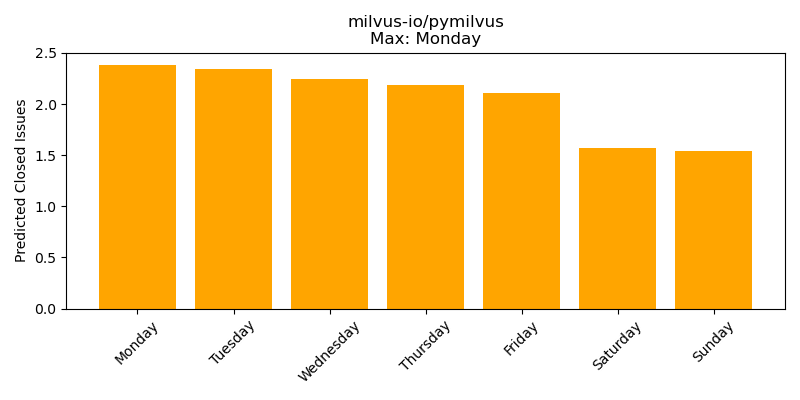 milvus-io/pymilvus
Max: Monday
Predicted Closed Issues
2.5
2.0
1.5
1.0
0.5
0.0
Monday
Tuesday
Wednesday
Thursday
Friday
Saturday
Sunday